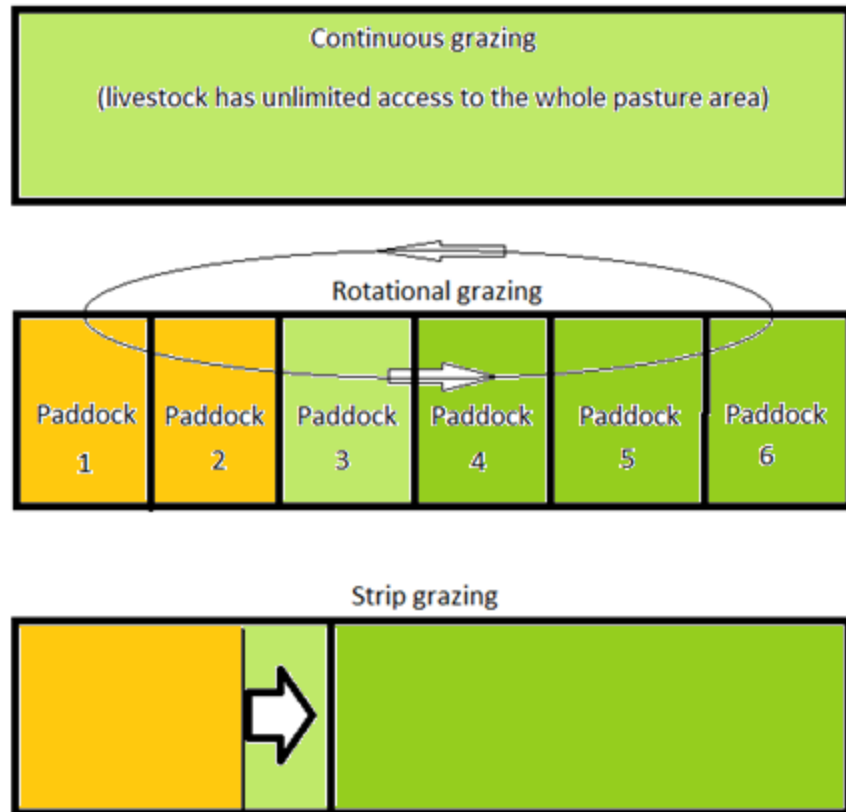 Continuous grazing
(livestock has unlimited access to the whole pasture area)
Rotational grazing
Paddock 1
Paddock 2
Paddock 3
Paddock 4
Paddock 5
Paddock 6
Strip grazing